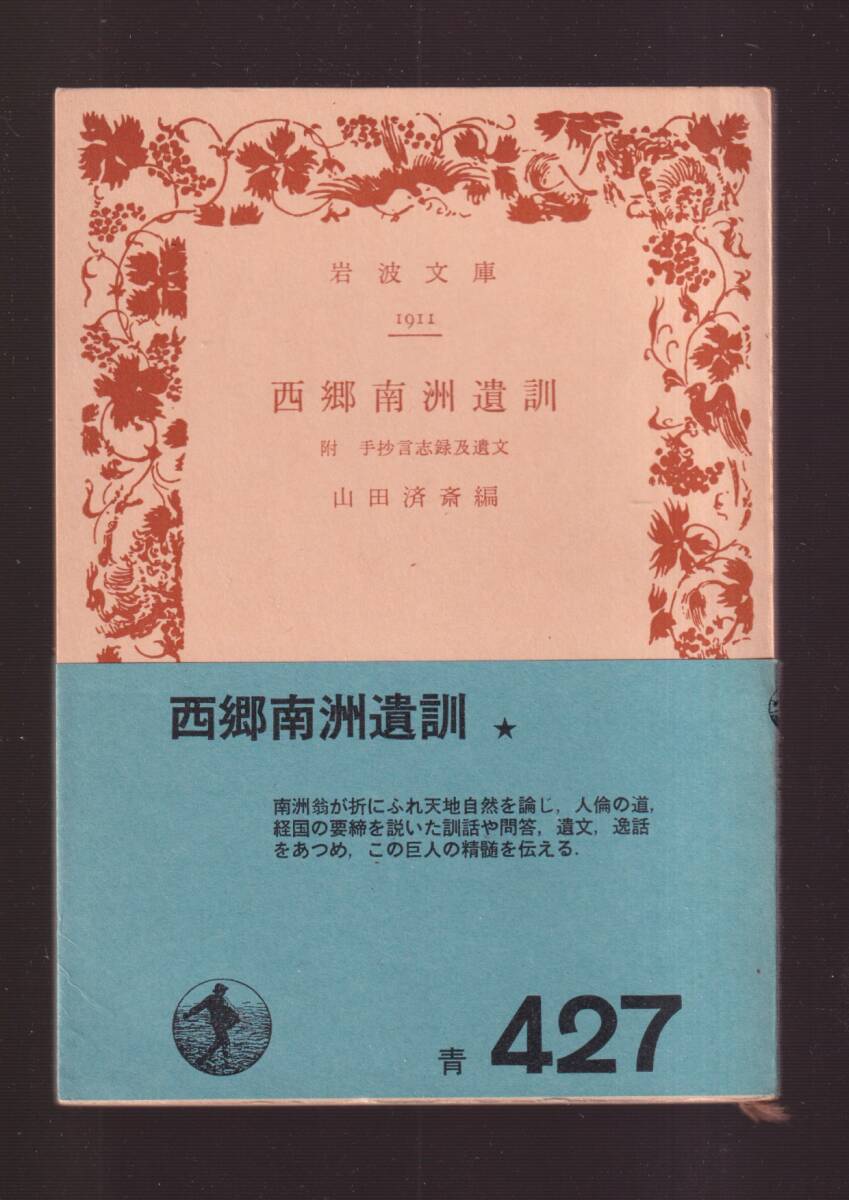 岩波文庫
1911
西郷南洲遺訓
附 手抄言志録及遺文
山田済斎編
西郷南洲遺訓 ★
南洲翁が折にふれ天地自然を論じ，人倫の道，
経国の要締を説いた訓話や問答，遺文，逸話
をあつめ，この巨人の精髄を伝える．
青 427